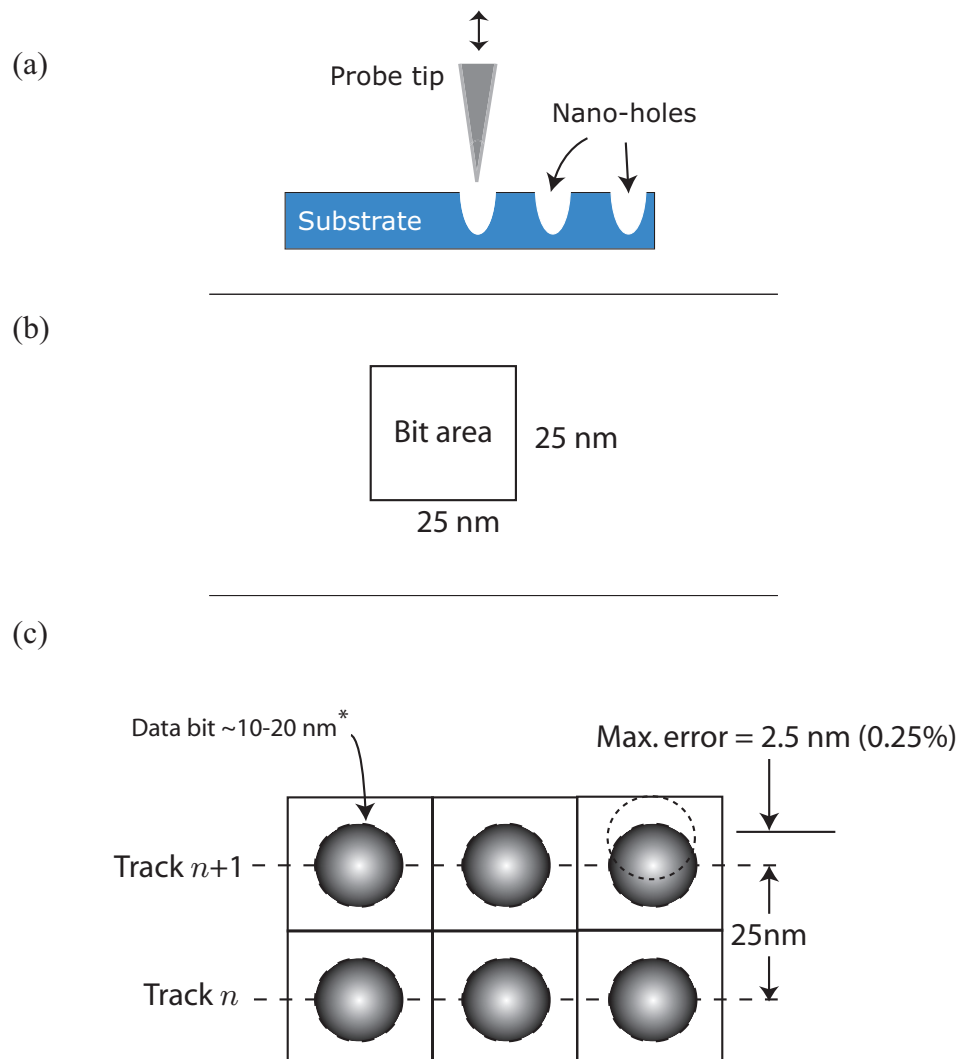 (a)
Probe tip
Nano-holes
Substrate
(b)
Bit area
25 nm
25 nm
(c)
Data bit ~10-20 nm*
Max. error = 2.5 nm (0.25%)
Track n+1
25nm
Track n